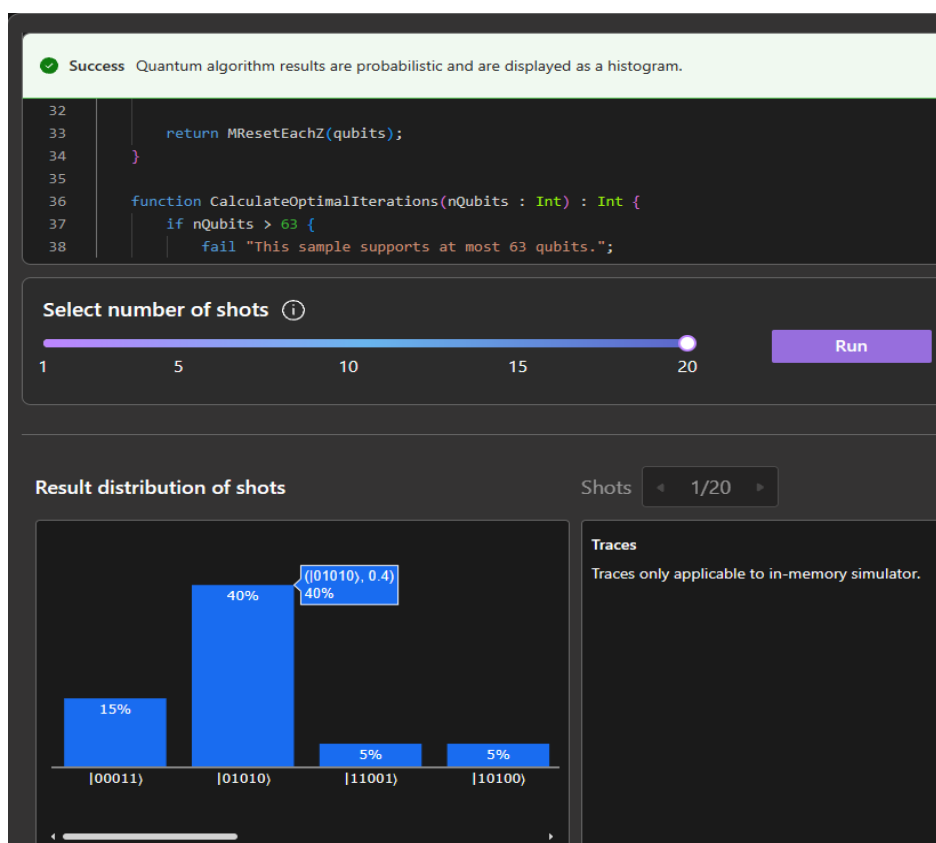 Success Quantum algorithm results are probabilistic and are displayed as a histogram.
32
33 return MResetEachZ(qubits);
34 }
35
36 function CalculateOptimalIterations(nQubits : Int) : Int {
37 if nQubits > 63 {
38 fail "This sample supports at most 63 qubits.";
Select number of shots
Run
1 5 10 15 20
Result distribution of shots
Shots 1/20
Traces
Traces only applicable to in-memory simulator.
(|01010⟩, 0.4)
40%
40%
15%
5%
5%
|00011⟩ |01010⟩ |11001⟩ |10100⟩